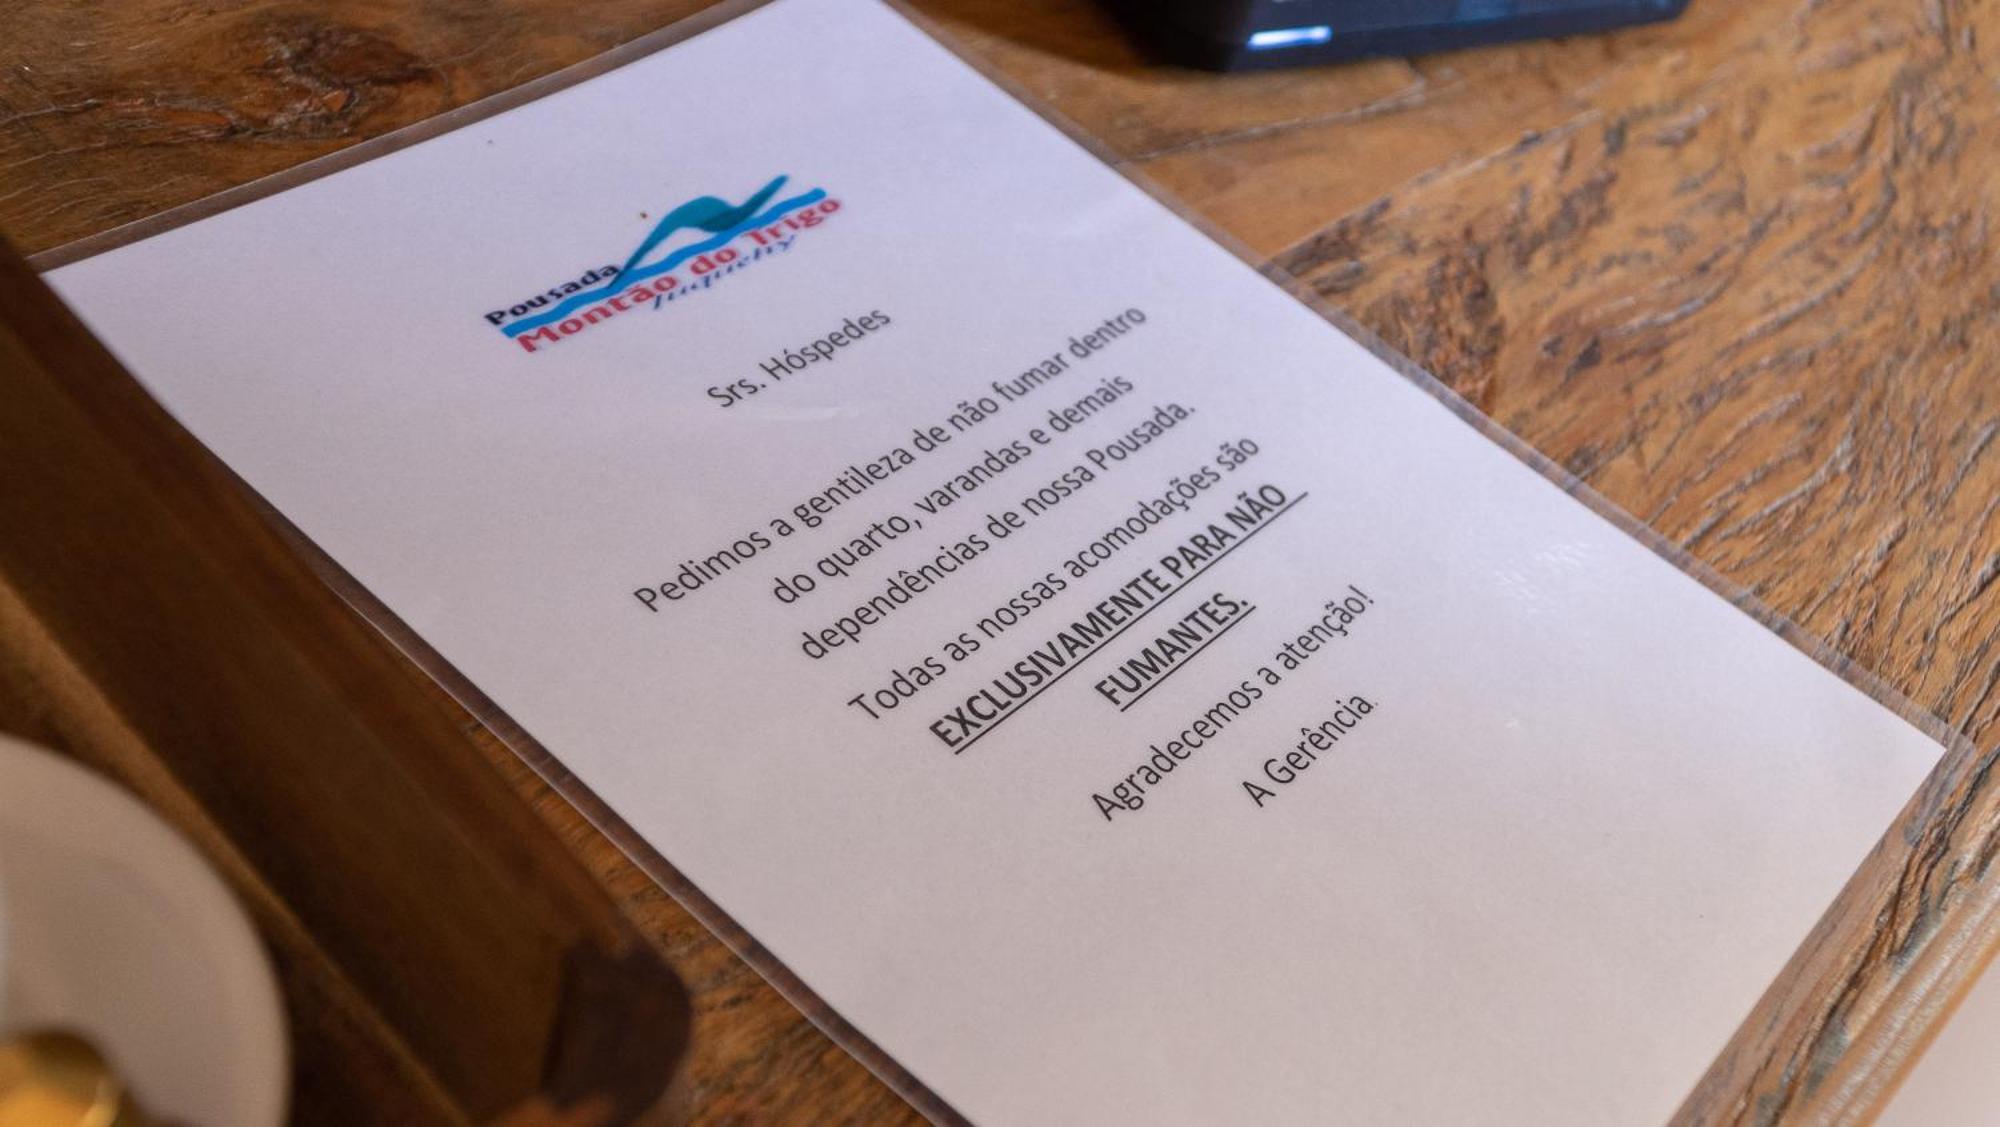 Pousada
Montão do Trigo
Juquehy
Srs. Hóspedes
Pedimos a gentileza de não fumar dentro
do quarto, varandas e demais
dependências de nossa Pousada.
Todas as nossas acomodações são
EXCLUSIVAMENTE PARA NÃO
FUMANTES.
Agradecemos a atenção!
A Gerência.